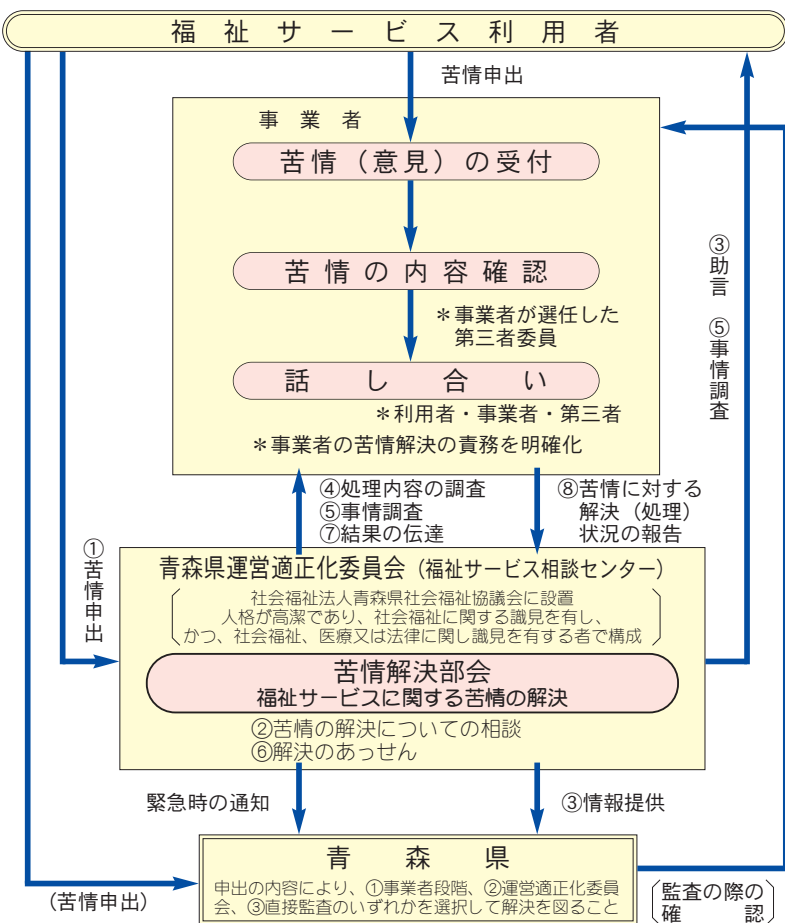 福祉サービス利用者
苦情申出
事業者
苦情（意見）の受付
苦情の内容確認
＊事業者が選任した
第三者委員
話し合い
＊利用者・事業者・第三者
＊事業者の苦情解決の責務を明確化
③助言　⑤事情調査
④処理内容の調査
⑤事情調査
⑦結果の伝達
⑧苦情に対する
解決（処理）
状況の報告
①苦情申出
青森県運営適正化委員会（福祉サービス相談センター）
社会福祉法人青森県社会福祉協議会に設置
人格が高潔であり、社会福祉に関する識見を有し、
かつ、社会福祉、医療又は法律に関し識見を有する者で構成
苦情解決部会
福祉サービスに関する苦情の解決
②苦情の解決についての相談
⑥解決のあっせん
緊急時の通知
③情報提供
青森県
申出の内容により、①事業者段階、②運営適正化委員
会、③直接監査のいずれかを選択して解決を図ること
（苦情申出）
監査の際の
確認